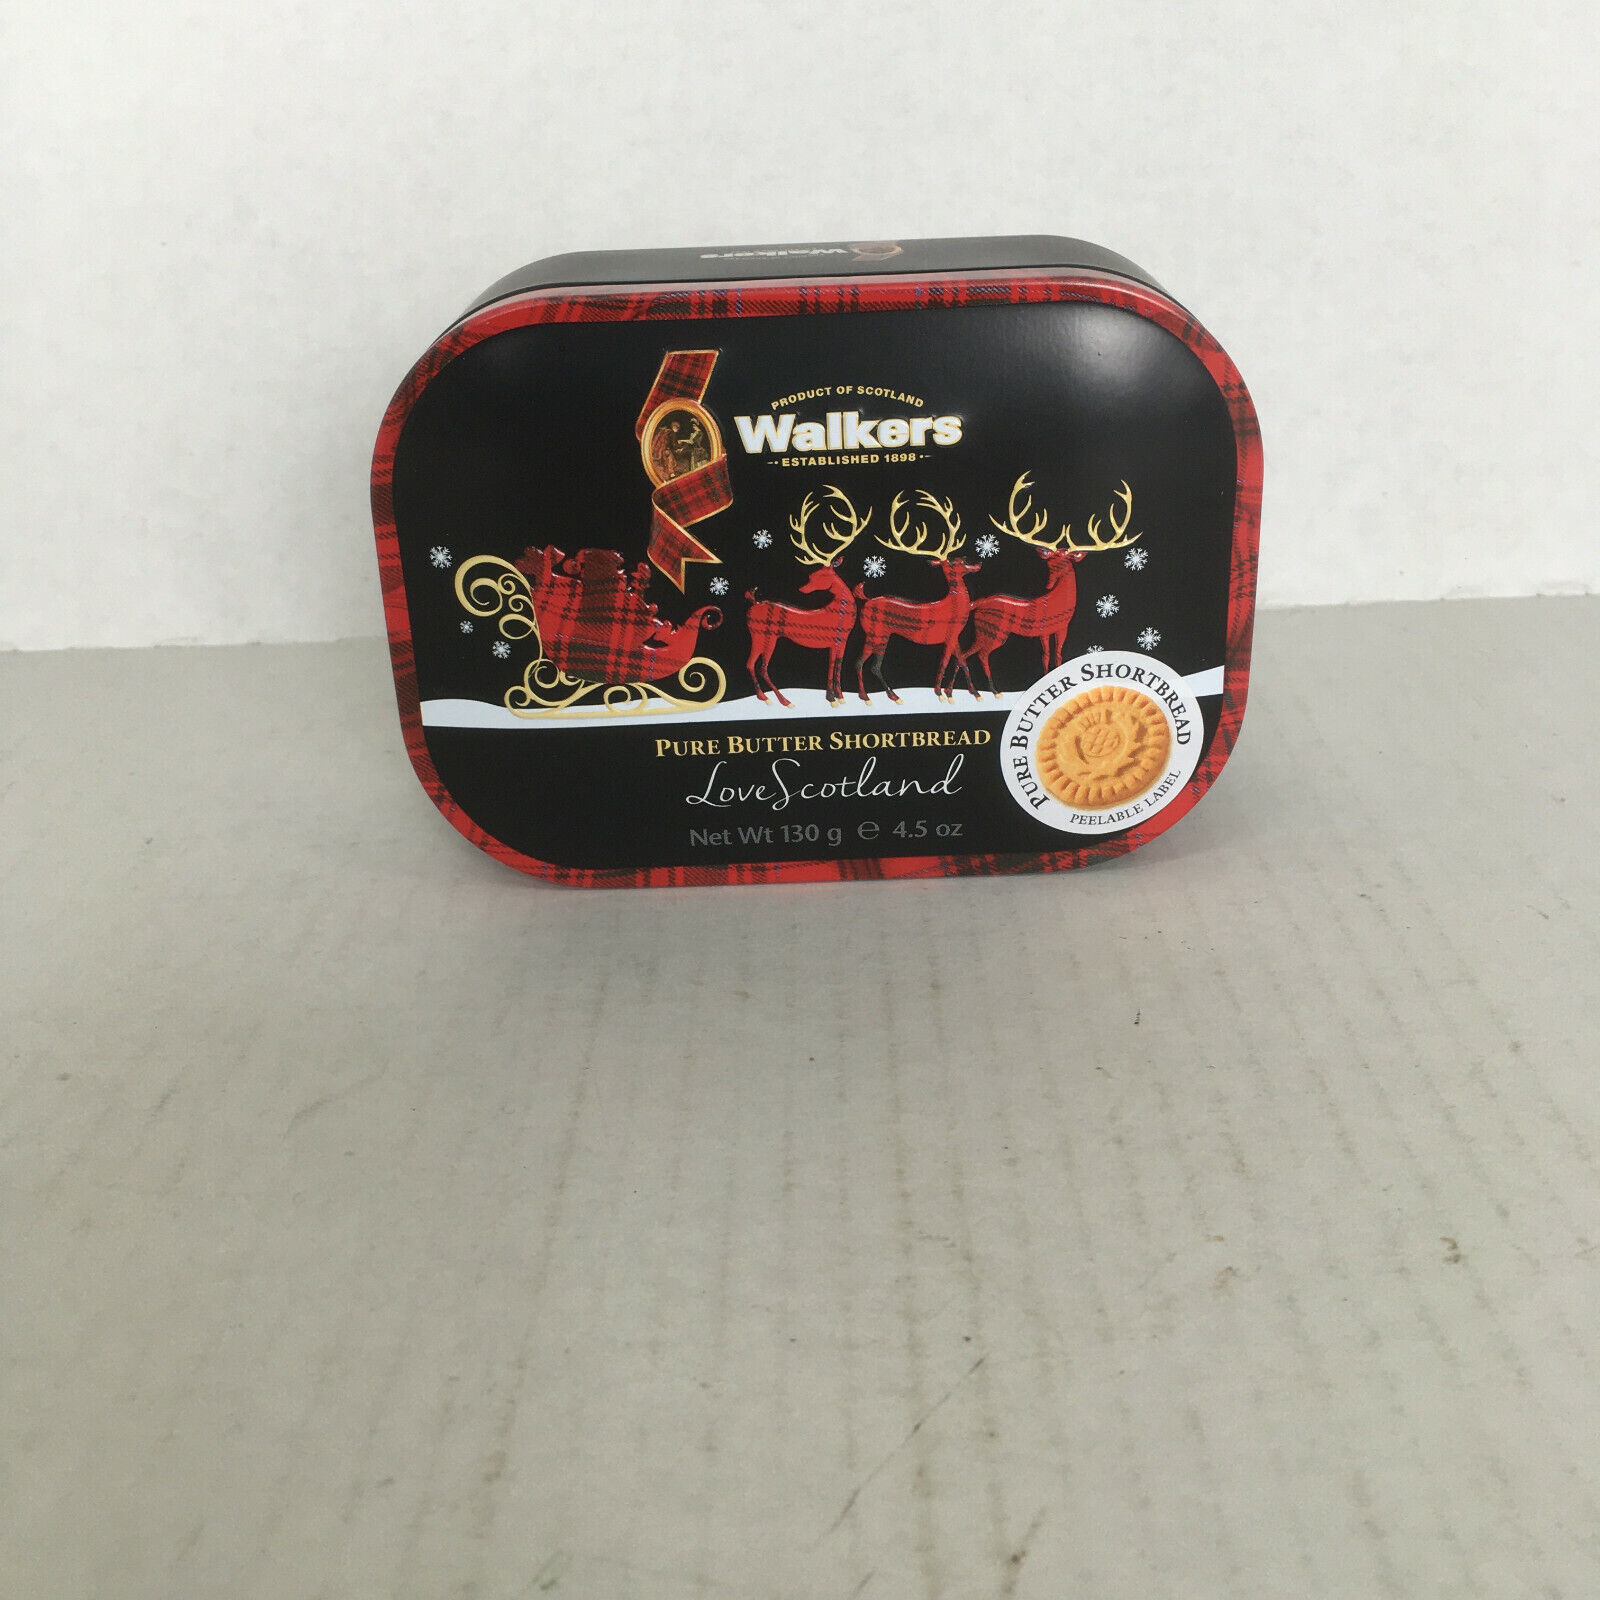 Walkers
PRODUCT OF SCOTLAND
Walkers
ESTABLISHED 1898
PURE BUTTER SHORTBREAD
Love Scotland
Net Wt 130 g ℮ 4.5 oz
PURE BUTTER SHORTBREAD
PEELABLE LABEL